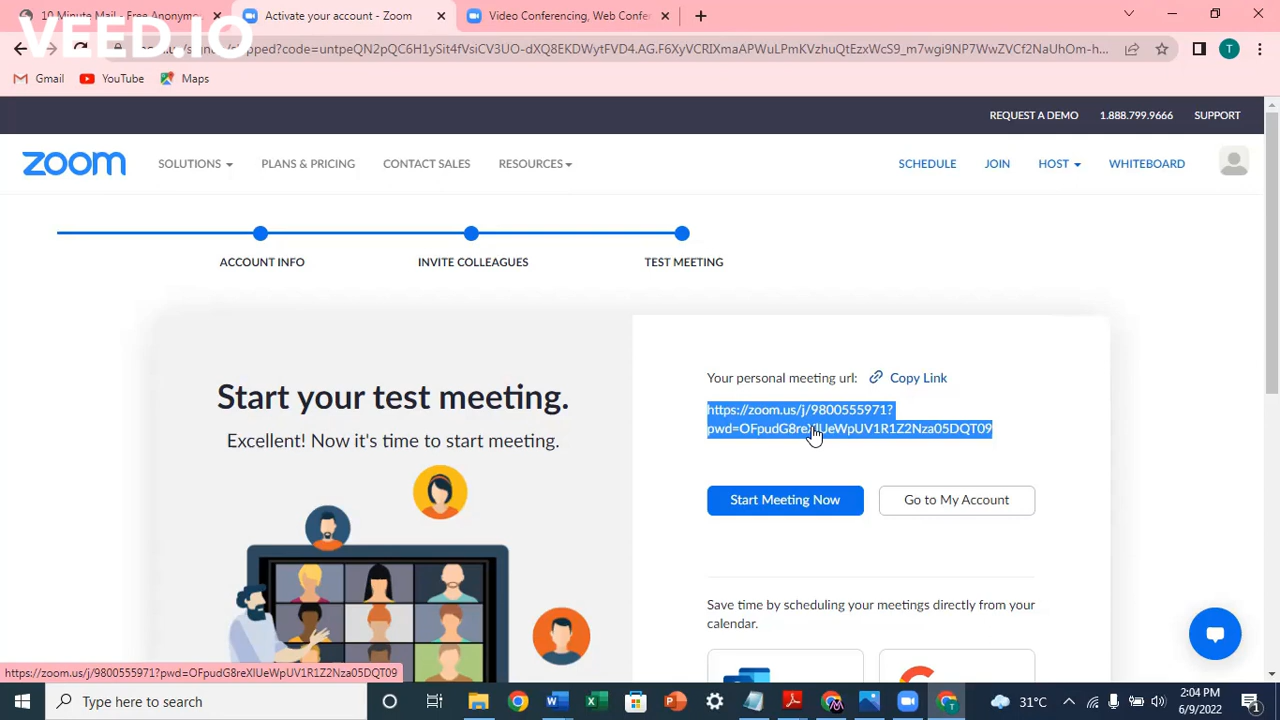 10 Minute Mail - Free Anonyme
Activate your account - Zoom
Video Conferencing, Web Confe
VEED.IO
Gmail
YouTube
Maps
REQUEST A DEMO
1.888.799.9666
SUPPORT
zoom
SOLUTIONS
PLANS & PRICING
CONTACT SALES
RESOURCES
SCHEDULE
JOIN
HOST
WHITEBOARD
ACCOUNT INFO
INVITE COLLEAGUES
TEST MEETING
Start your test meeting.
Excellent! Now it's time to start meeting.
Your personal meeting url:
Copy Link
https://zoom.us/j/9800555971?
pwd=OFpudG8reXlUeWpUV1R1Z2Nza05DQT09
Start Meeting Now
Go to My Account
Save time by scheduling your meetings directly from your
calendar.
https://zoom.us/j/9800555971?pwd=OFpudG8reXlUeWpUV1R1Z2Nza05DQT09
Type here to search
31°C
2:04 PM
6/9/2022